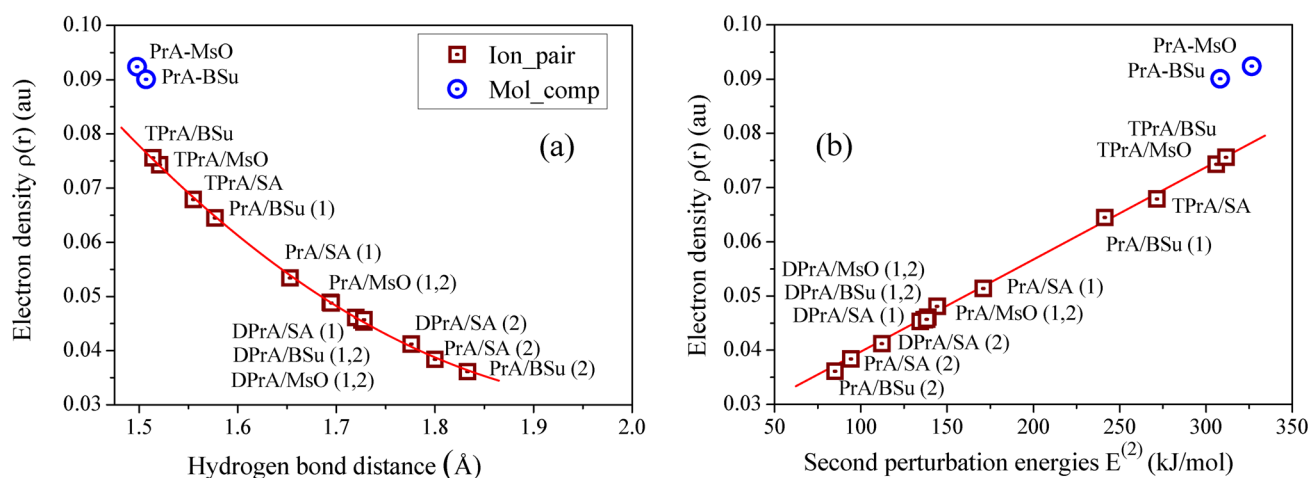 0.10
0.09
0.08
0.07
0.06
0.05
0.04
0.03
Electron density ρ(r) (au)
PrA-MsO
PrA-BSu
Ion_pair
Mol_comp
(a)
TPrA/BSu
TPrA/MsO
TPrA/SA
PrA/BSu (1)
PrA/SA (1)
PrA/MsO (1,2)
DPrA/SA (1)
DPrA/BSu (1,2)
DPrA/MsO (1,2)
DPrA/SA (2)
PrA/SA (2)
PrA/BSu (2)
1.5 1.6 1.7 1.8 1.9 2.0
Hydrogen bond distance (Å)
0.10
0.09
0.08
0.07
0.06
0.05
0.04
0.03
Electron density ρ(r) (au)
PrA-MsO
PrA-BSu
(b)
TPrA/BSu
TPrA/MsO
TPrA/SA
PrA/BSu (1)
DPrA/MsO (1,2)
DPrA/BSu (1,2)
DPrA/SA (1)
PrA/SA (1)
PrA/MsO (1,2)
DPrA/SA (2)
PrA/SA (2)
PrA/BSu (2)
50 100 150 200 250 300 350
Second perturbation energies E⁽²⁾ (kJ/mol)